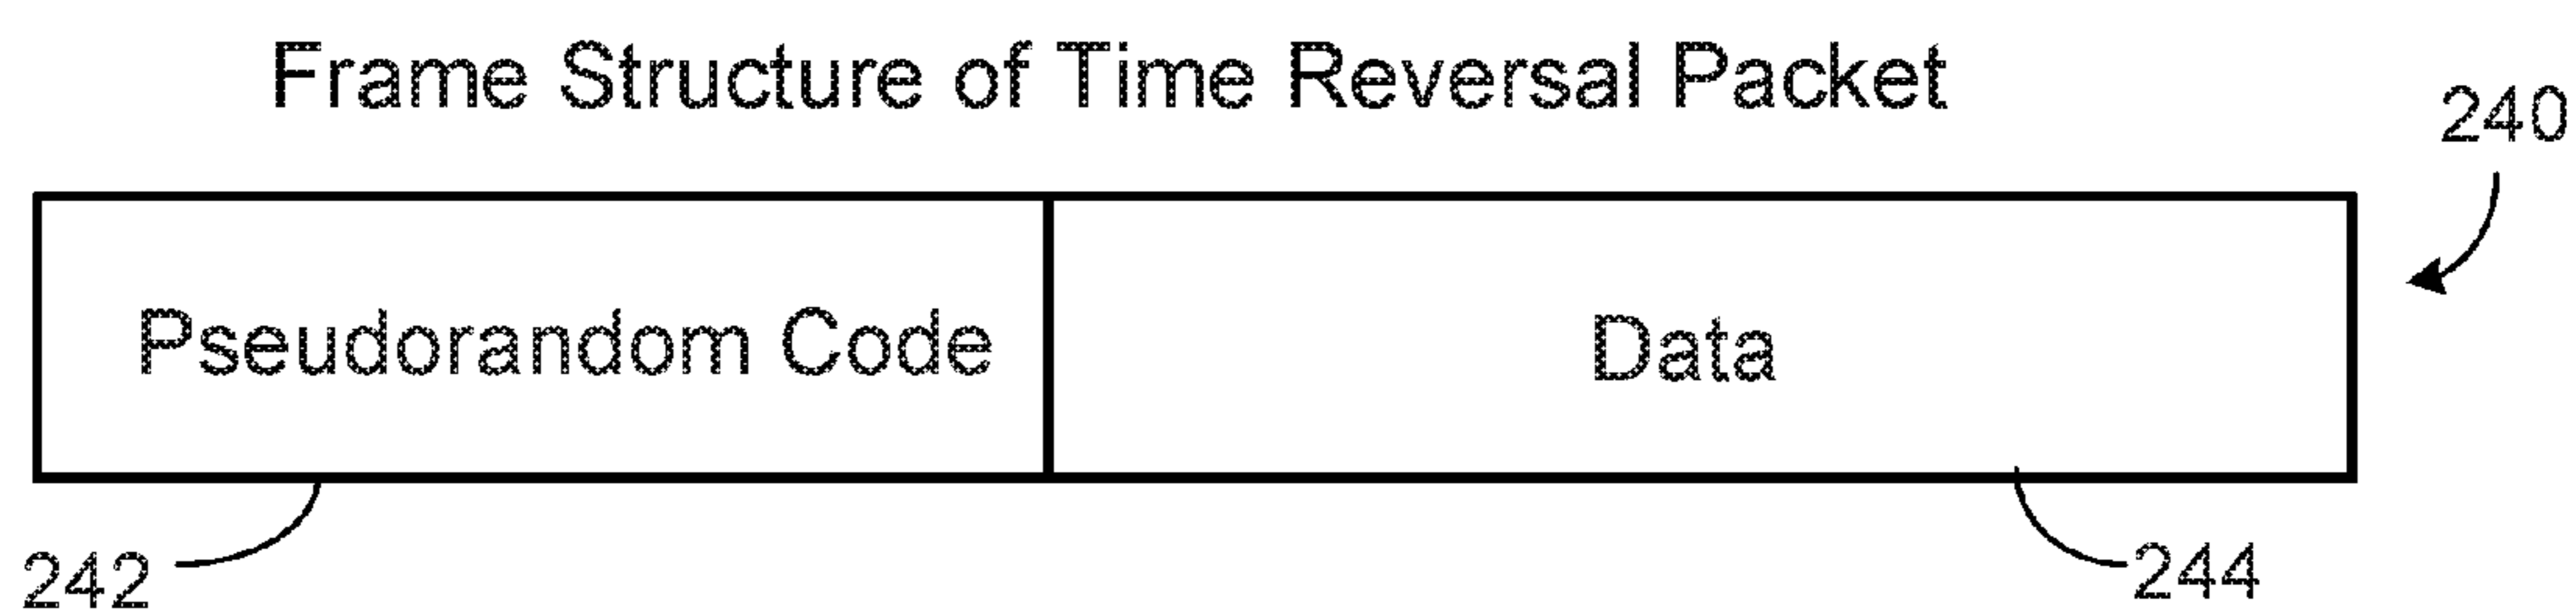 Frame Structure of Time Reversal Packet
240
Pseudorandom Code
Data
242
244